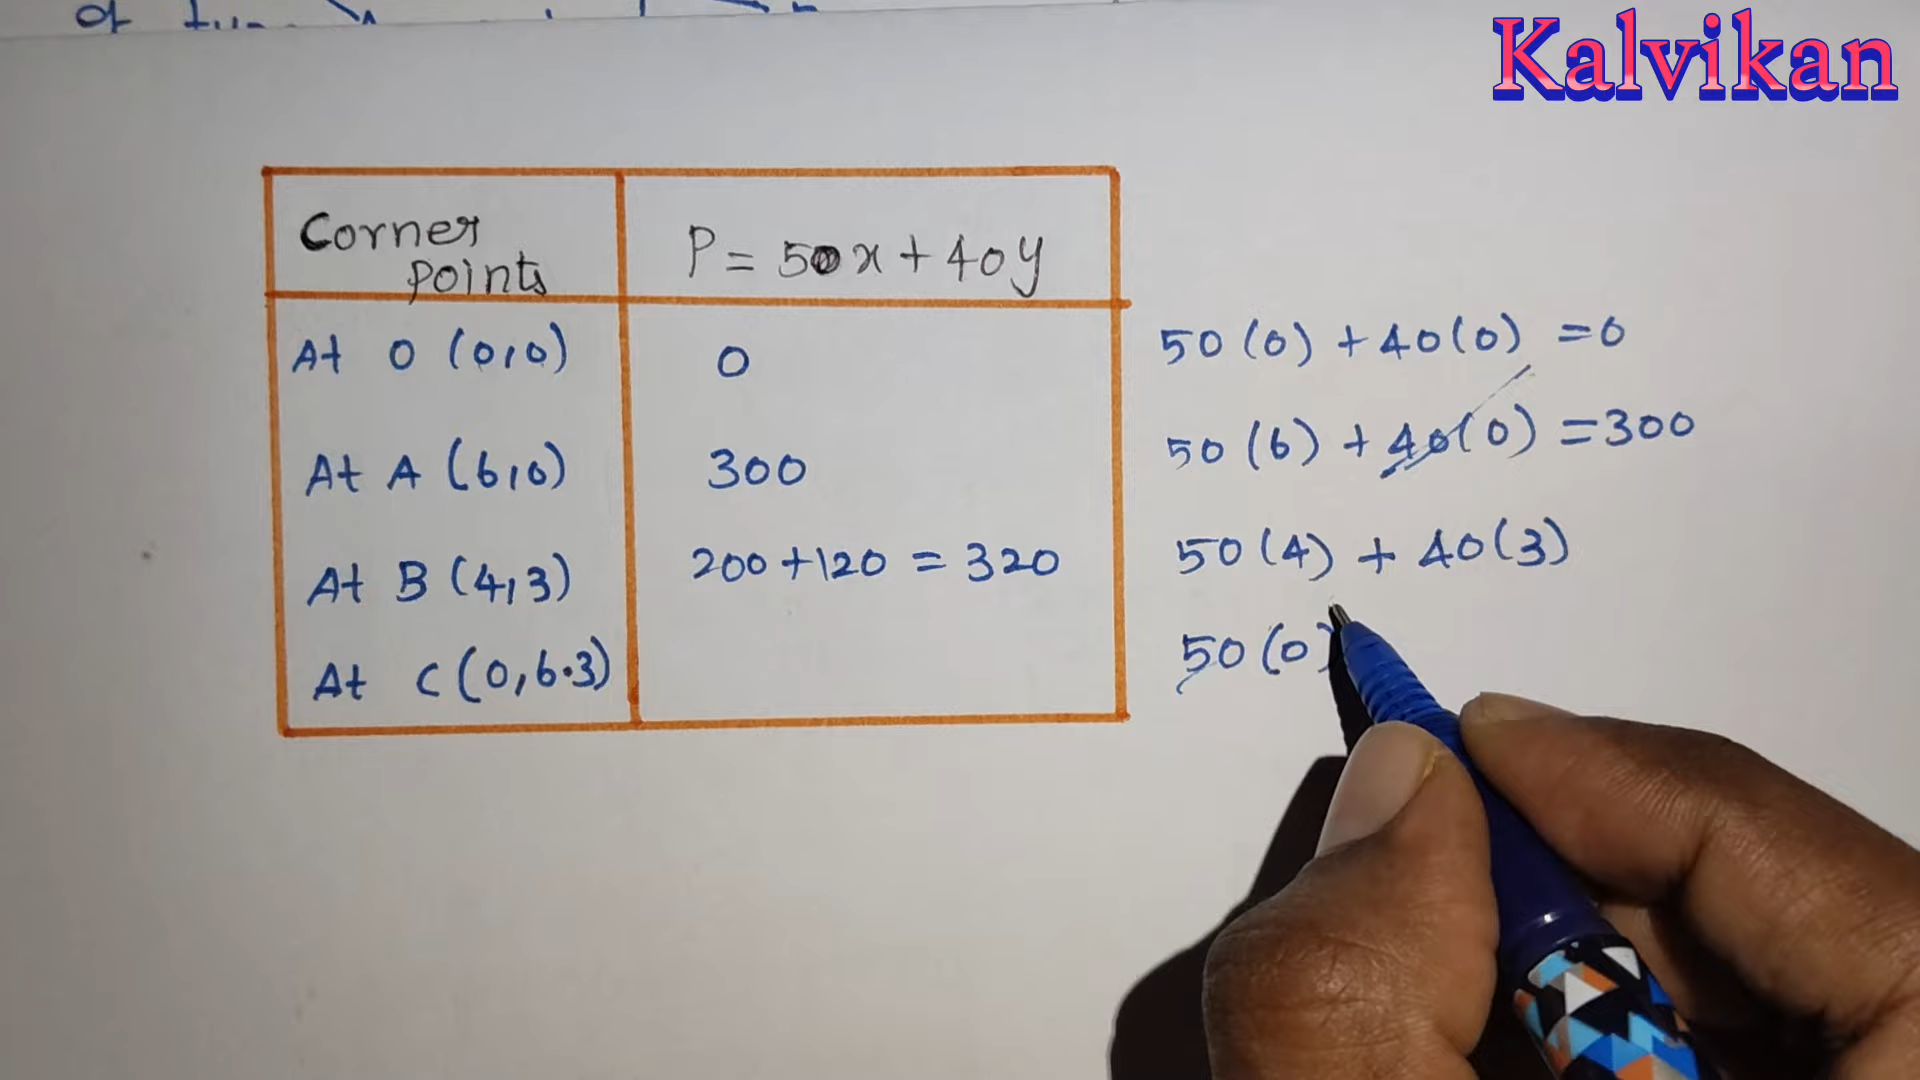 of
Kalvikan
Corner points
P = 50x + 40y
At O (0,0)
0
50 (0) + 40 (0) = 0
At A (6,0)
300
50 (6) + 40 (0) = 300
At B (4,3)
200 + 120 = 320
50 (4) + 40 (3)
At C (0,6.3)
50 (0)